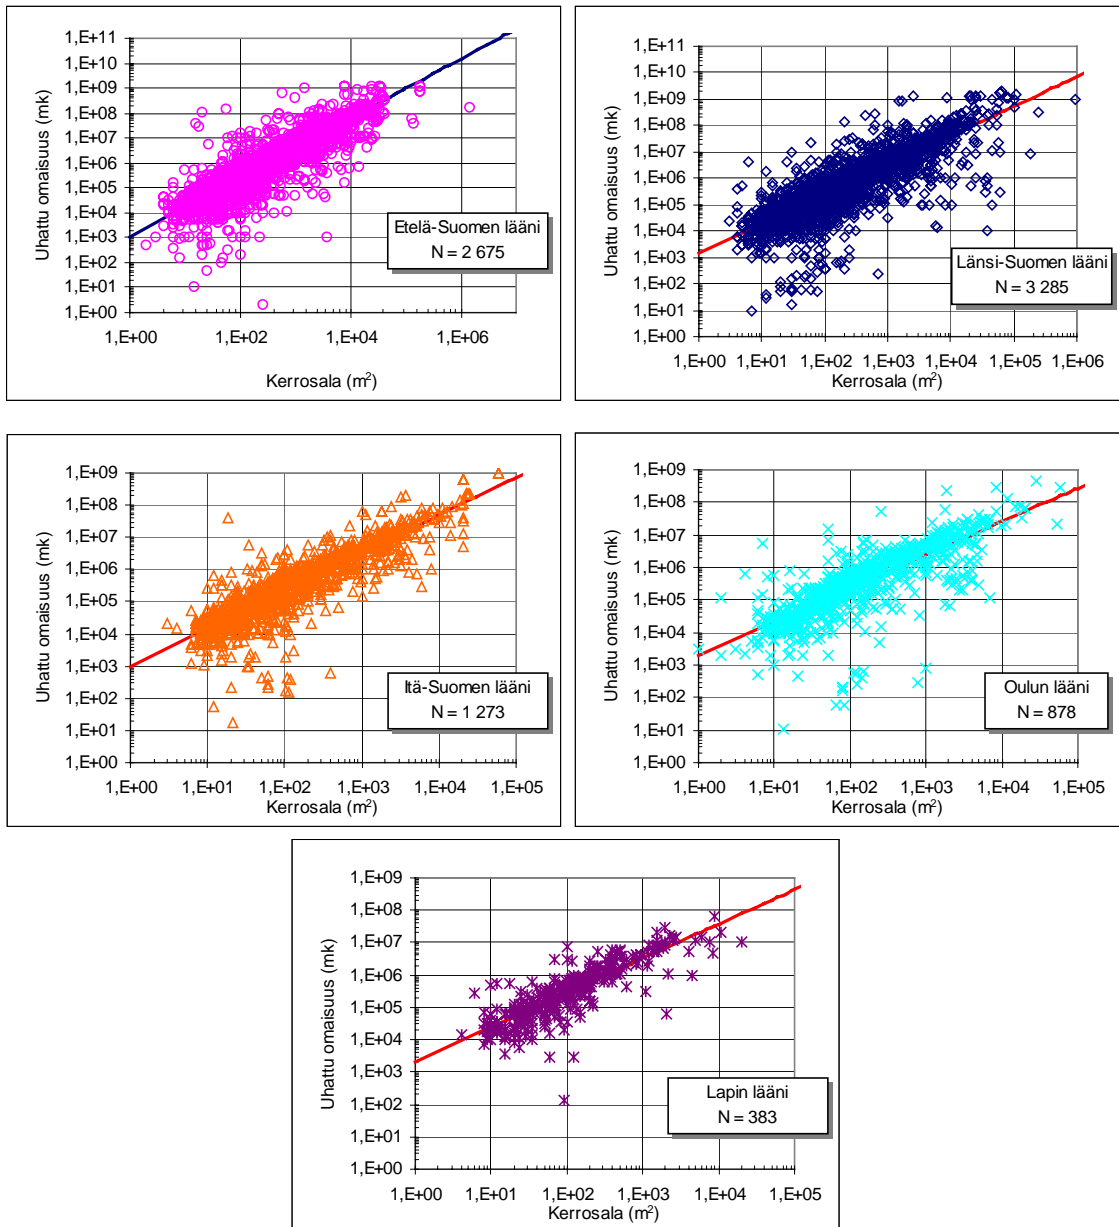 1,E+11
1,E+10
1,E+09
1,E+08
1,E+07
1,E+06
1,E+05
1,E+04
1,E+03
1,E+02
1,E+01
1,E+00
Uhattu omaisuus (mk)
Etelä-Suomen lääni
N = 2 675
1,E+00 1,E+02 1,E+04 1,E+06
Kerrosala (m²)
1,E+11
1,E+10
1,E+09
1,E+08
1,E+07
1,E+06
1,E+05
1,E+04
1,E+03
1,E+02
1,E+01
1,E+00
Uhattu omaisuus (mk)
Länsi-Suomen lääni
N = 3 285
1,E+00 1,E+01 1,E+02 1,E+03 1,E+04 1,E+05 1,E+06
Kerrosala (m²)
1,E+09
1,E+08
1,E+07
1,E+06
1,E+05
1,E+04
1,E+03
1,E+02
1,E+01
1,E+00
Uhattu omaisuus (mk)
Itä-Suomen lääni
N = 1 273
1,E+00 1,E+01 1,E+02 1,E+03 1,E+04 1,E+05
Kerrosala (m²)
1,E+09
1,E+08
1,E+07
1,E+06
1,E+05
1,E+04
1,E+03
1,E+02
1,E+01
1,E+00
Uhattu omaisuus (mk)
Oulun lääni
N = 878
1,E+00 1,E+01 1,E+02 1,E+03 1,E+04 1,E+05
Kerrosala (m²)
1,E+09
1,E+08
1,E+07
1,E+06
1,E+05
1,E+04
1,E+03
1,E+02
1,E+01
1,E+00
Uhattu omaisuus (mk)
Lapin lääni
N = 383
1,E+00 1,E+01 1,E+02 1,E+03 1,E+04 1,E+05
Kerrosala (m²)